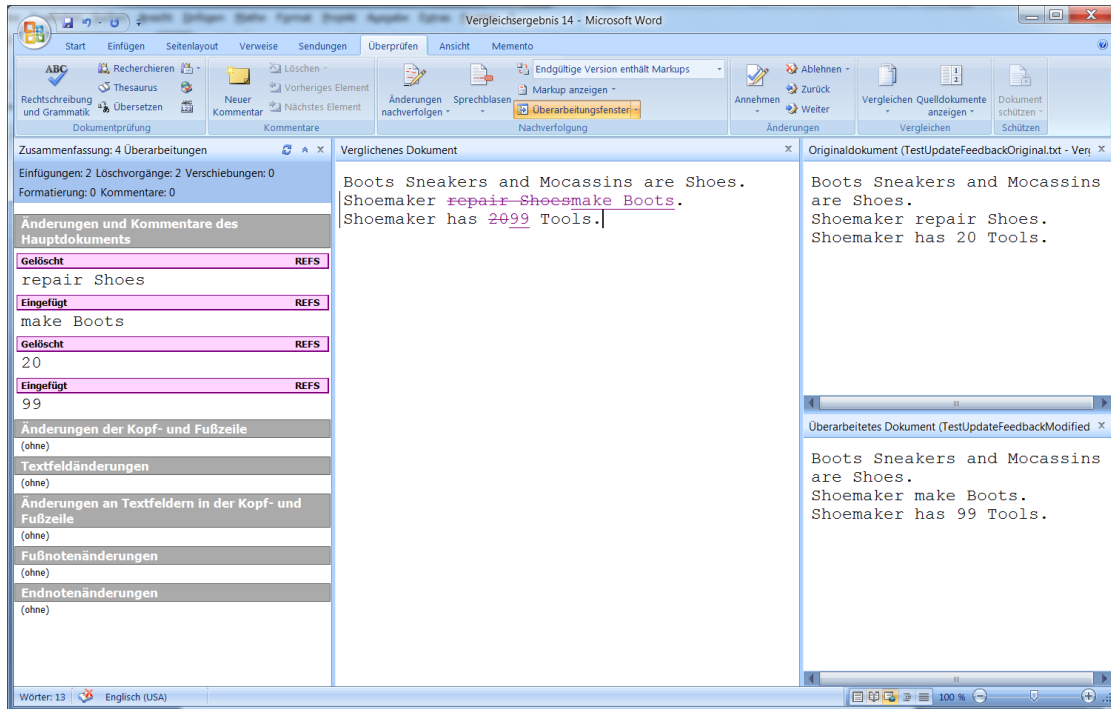 Vergleichsergebnis 14 - Microsoft Word
Start Einfügen Seitenlayout Verweise Sendungen Überprüfen Ansicht Memento
ABC Rechtschreibung und Grammatik
Recherchieren
Thesaurus
Übersetzen
Dokumentprüfung
Neuer Kommentar
Löschen
Vorheriges Element
Nächstes Element
Kommentare
Änderungen nachverfolgen
Sprechblasen
Endgültige Version enthält Markups
Markup anzeigen
Überarbeitungsfenster
Nachverfolgung
Annehmen
Ablehnen
Zurück
Weiter
Änderungen
Vergleichen
Quelldokumente anzeigen
Vergleichen
Dokument schützen
Schützen
Zusammenfassung: 4 Überarbeitungen
Einfügungen: 2 Löschvorgänge: 2 Verschiebungen: 0
Formatierung: 0 Kommentare: 0
Änderungen und Kommentare des
Hauptdokuments
Gelöscht REFS
repair Shoes
Eingefügt REFS
make Boots
Gelöscht REFS
20
Eingefügt REFS
99
Änderungen der Kopf- und Fußzeile
(ohne)
Textfeldänderungen
(ohne)
Änderungen an Textfeldern in der Kopf- und
Fußzeile
(ohne)
Fußnotenänderungen
(ohne)
Endnotenänderungen
(ohne)
Verglichenes Dokument
Boots Sneakers and Mocassins are Shoes.
Shoemaker repair Shoesmake Boots.
Shoemaker has 2099 Tools.
Originaldokument (TestUpdateFeedbackOriginal.txt - Verg
Boots Sneakers and Mocassins
are Shoes.
Shoemaker repair Shoes.
Shoemaker has 20 Tools.
Überarbeitetes Dokument (TestUpdateFeedbackModified
Boots Sneakers and Mocassins
are Shoes.
Shoemaker make Boots.
Shoemaker has 99 Tools.
Wörter: 13 Englisch (USA) 100 %